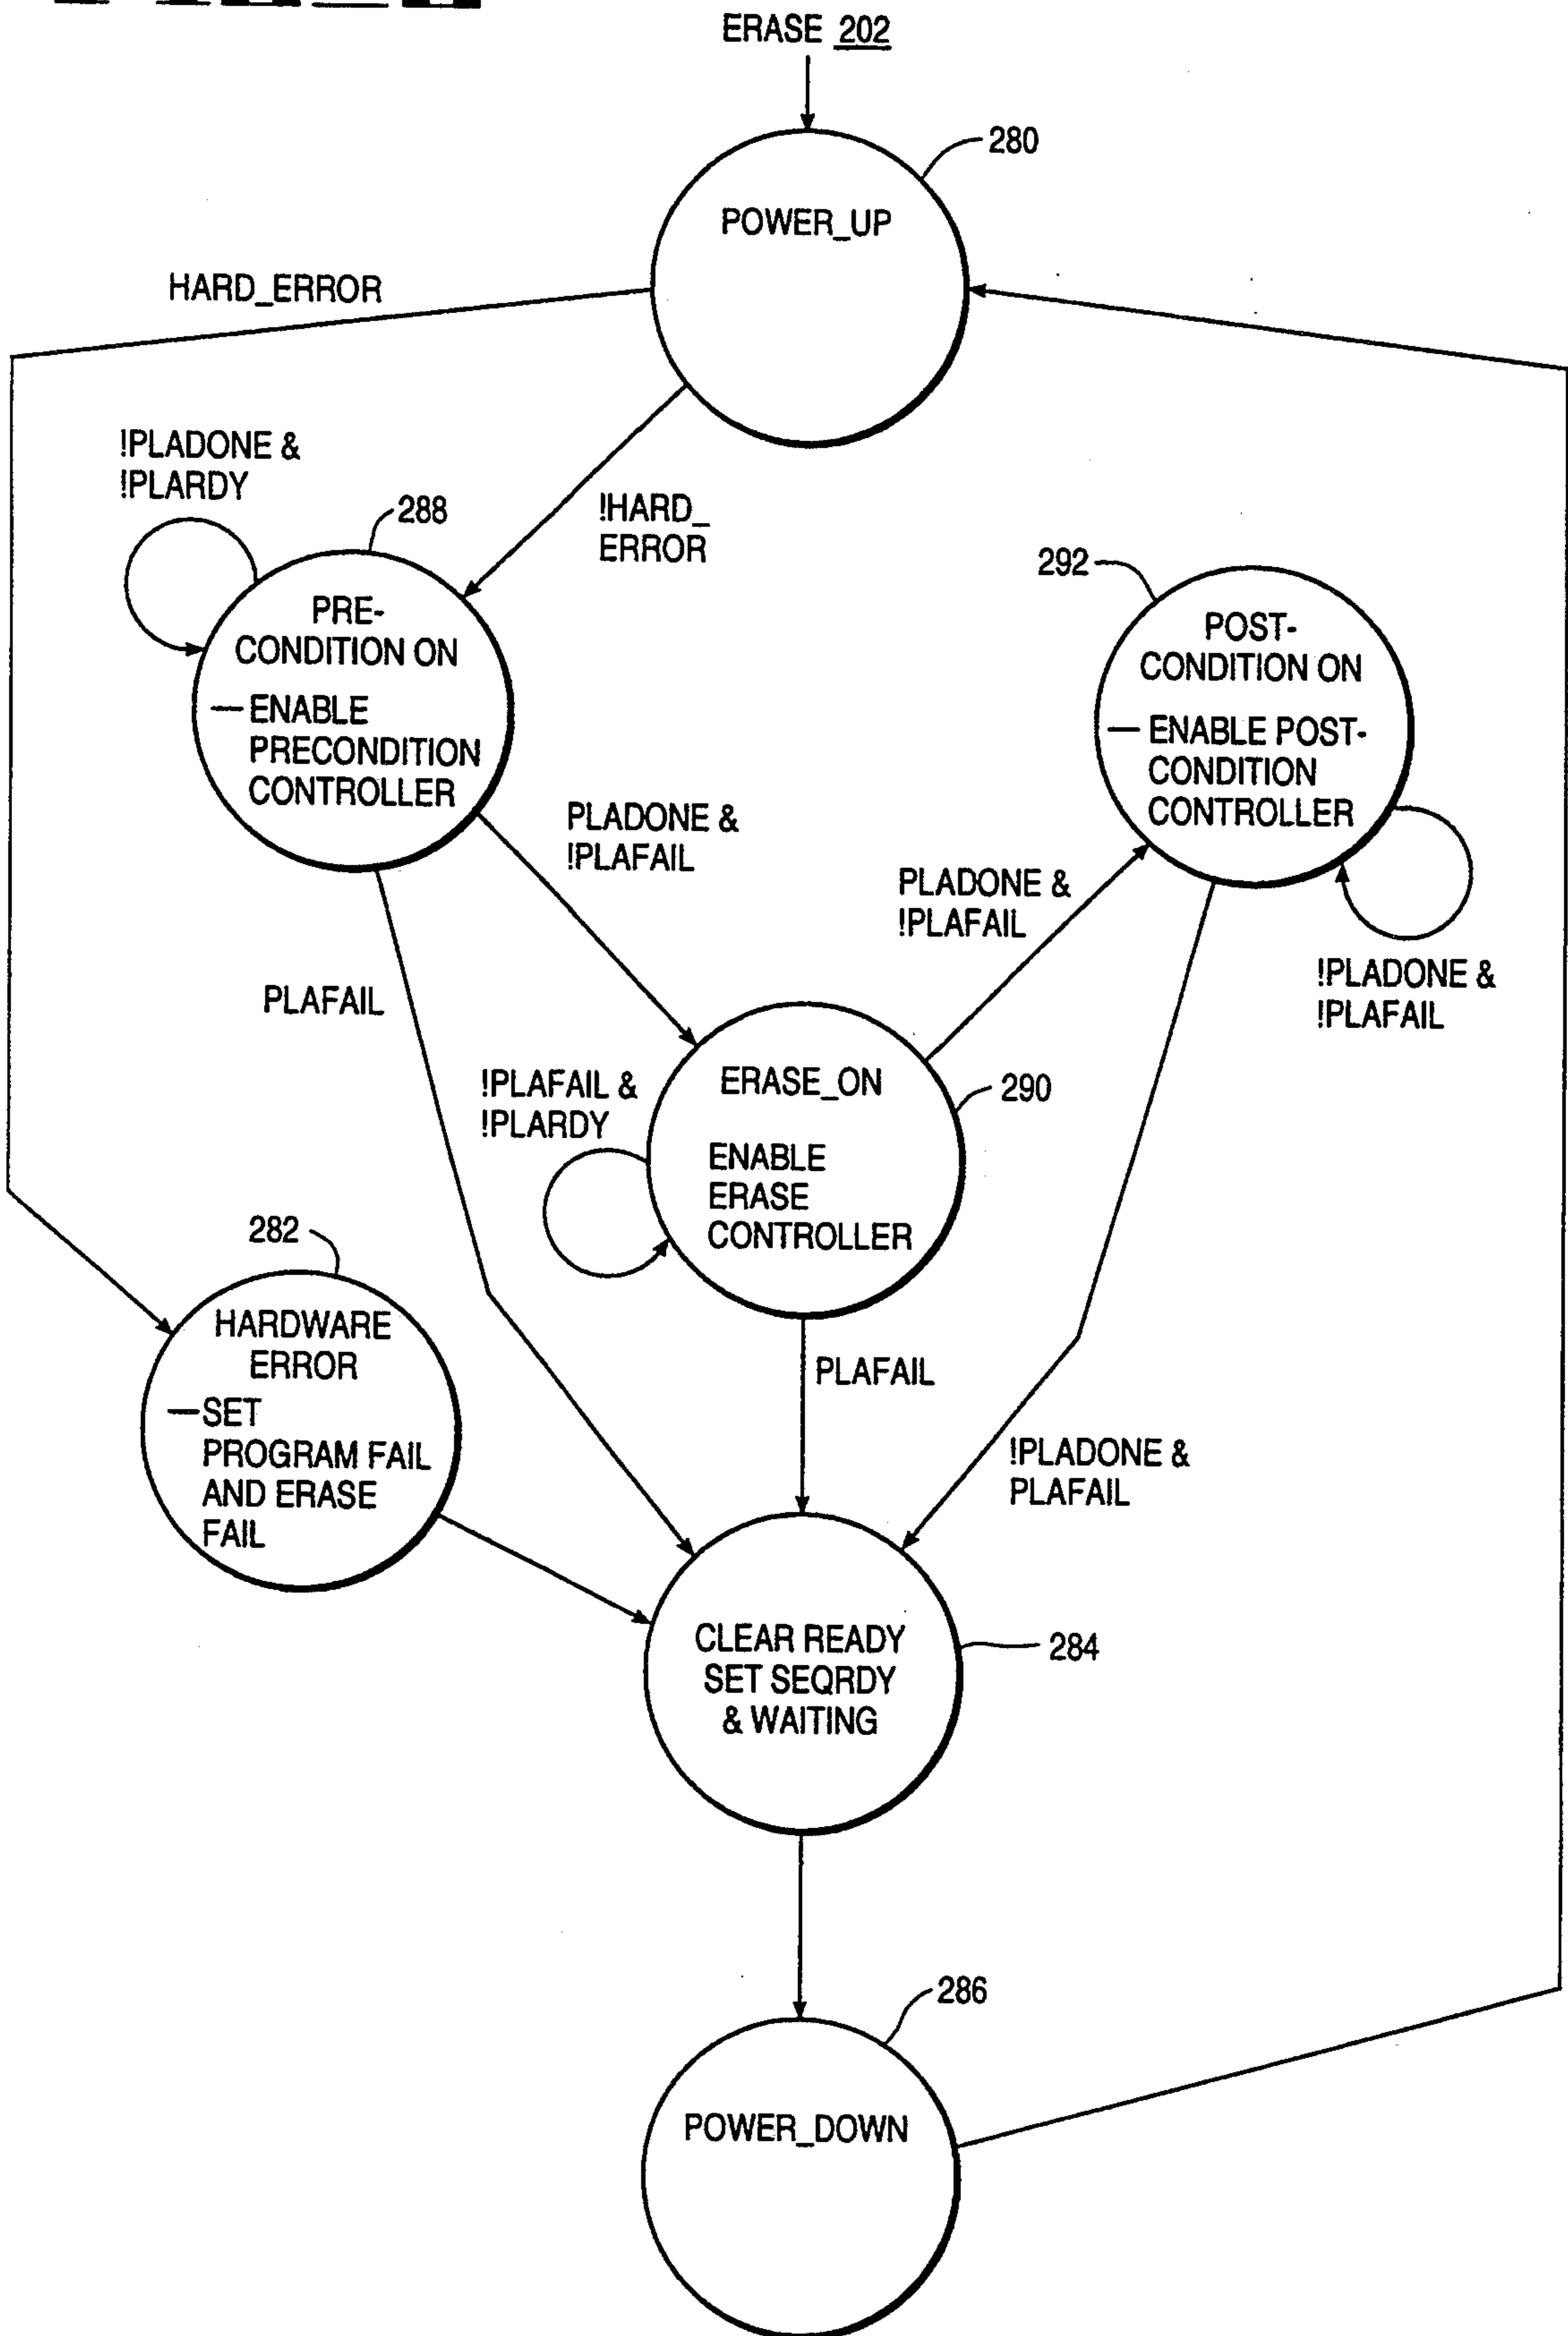 ERASE 202
280
POWER_UP
HARD_ERROR
!PLADONE &
!PLARDY
288
!HARD_
ERROR
292
PRE-
CONDITION ON
— ENABLE
PRECONDITION
CONTROLLER
POST-
CONDITION ON
— ENABLE POST-
CONDITION
CONTROLLER
PLADONE &
!PLAFAIL
PLADONE &
!PLAFAIL
!PLADONE &
!PLAFAIL
PLAFAIL
!PLAFAIL &
!PLARDY
ERASE_ON
ENABLE
ERASE
CONTROLLER
290
282
HARDWARE
ERROR
—SET
PROGRAM FAIL
AND ERASE
FAIL
PLAFAIL
!PLADONE &
PLAFAIL
CLEAR READY
SET SEQRDY
& WAITING
284
286
POWER_DOWN